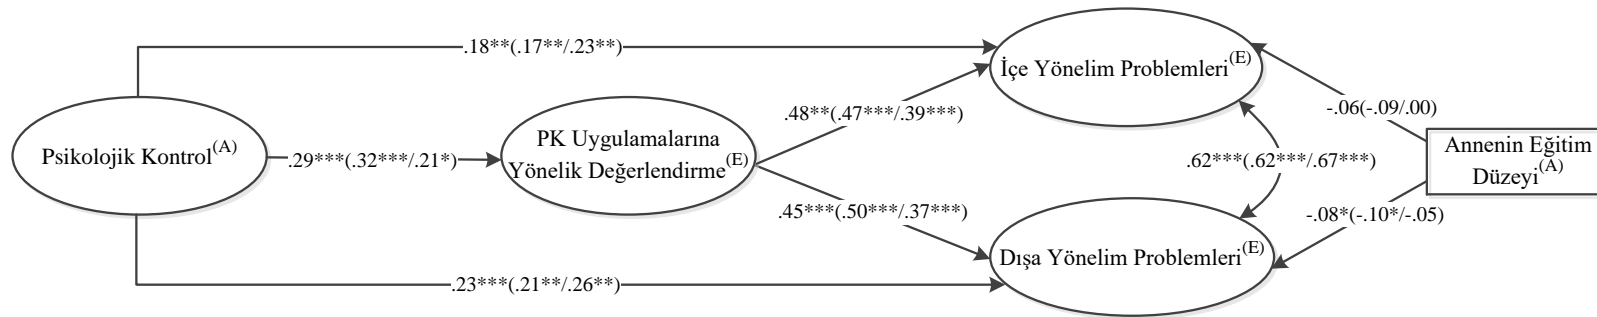 .18**(.17**/.23**)
İçe Yönelim Problemleri(E)
.48**(.47***/.39***)
-.06(-.09/.00)
Psikolojik Kontrol(A)
.29***(.32***/.21*)
PK Uygulamalarına
Yönelik Değerlendirme(E)
.62***(.62***/.67***)
Annenin Eğitim
Düzeyi(A)
.45***(.50***/.37***)
-.08*(-.10*/-.05)
Dışa Yönelim Problemleri(E)
.23***(.21**/.26**)